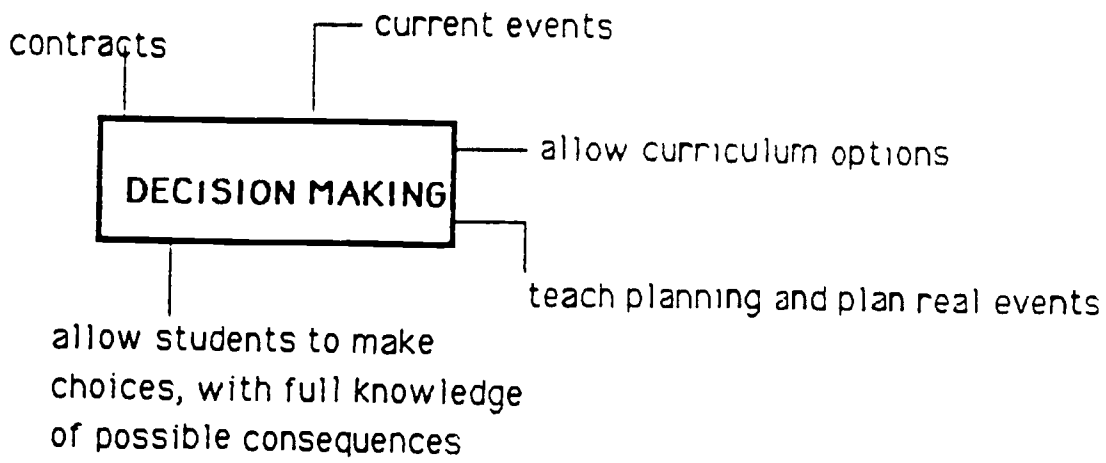 contracts
current events
allow curriculum options
DECISION MAKING
teach planning and plan real events
allow students to make
choices, with full knowledge
of possible consequences